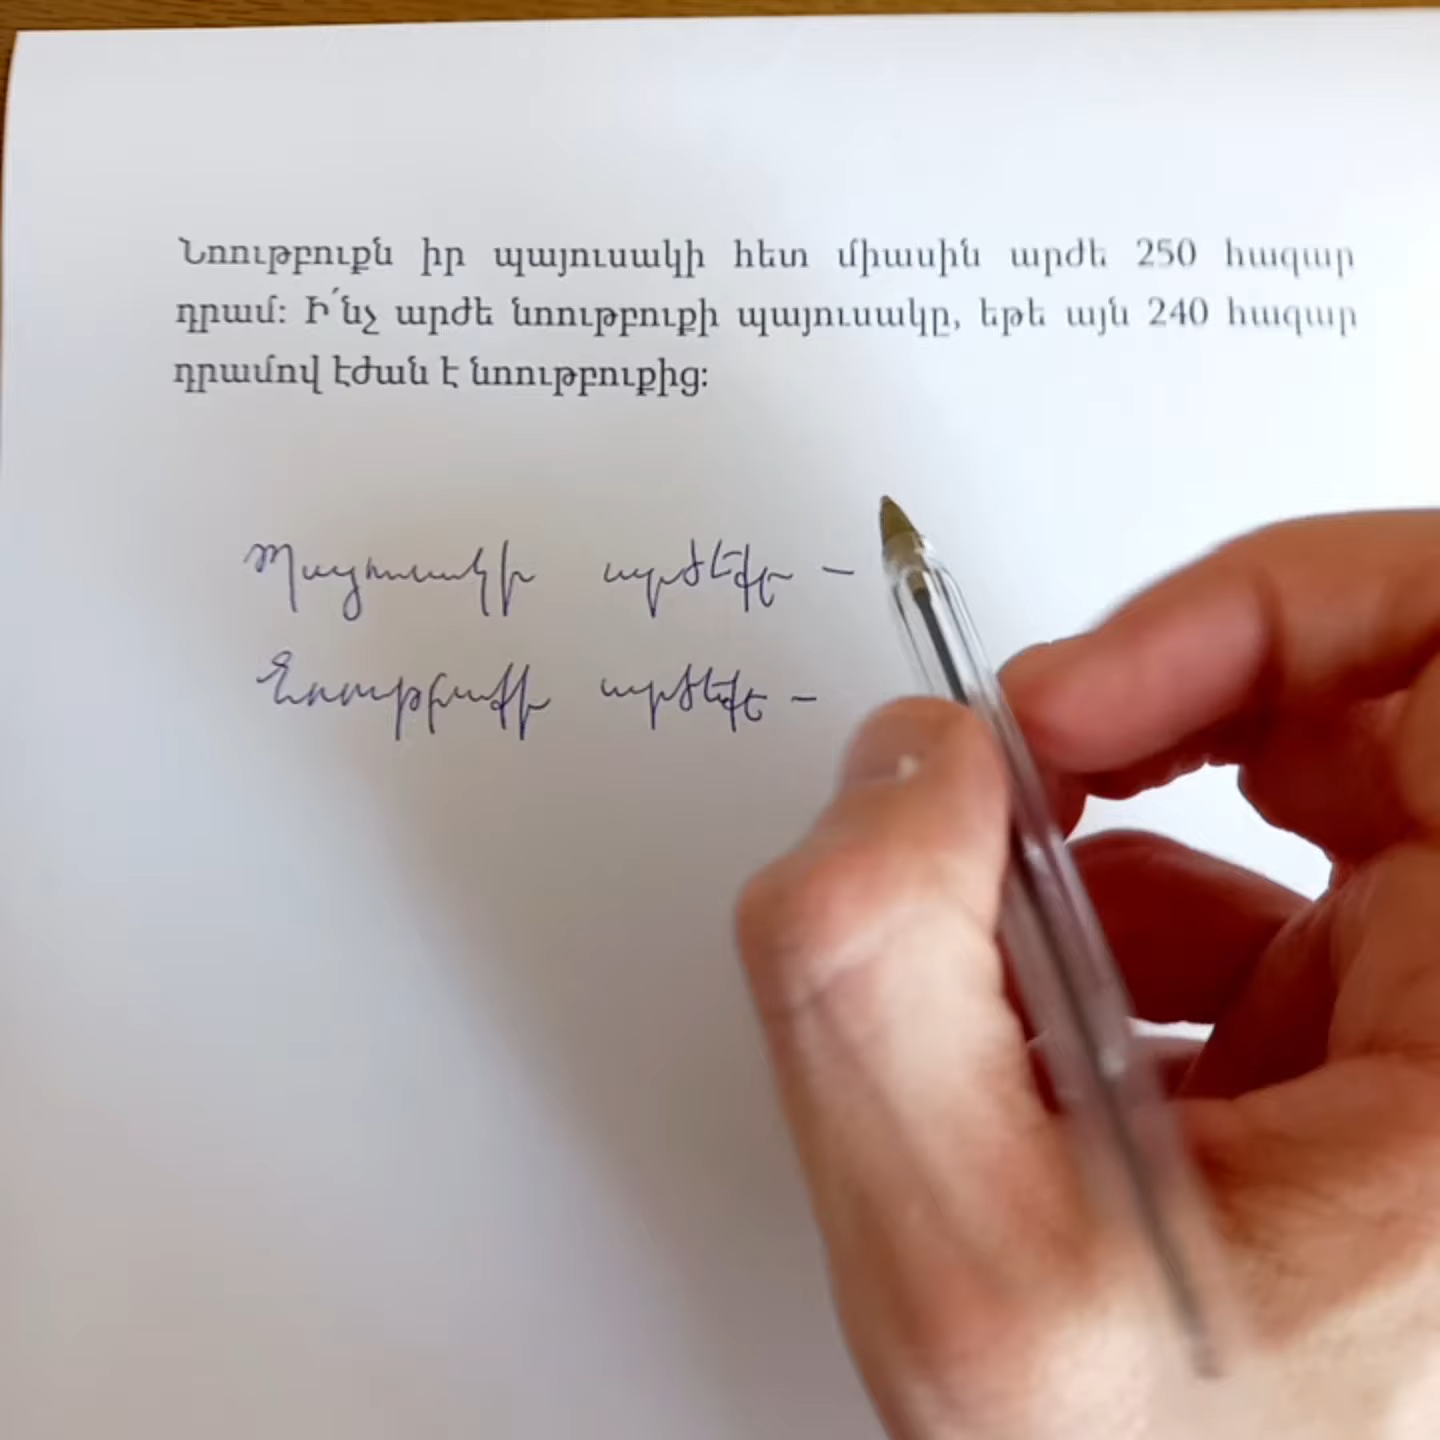 Նոութբուքն իր պայուսակի հետ միասին արժե 250 հազար
դրամ: Ի՞նչ արժե նոութբուքի պայուսակը, եթե այն 240 հազար
դրամով էժան է նոութբուքից:
Պայուսակի արժեքը –
Նոութբուքի արժեքը –